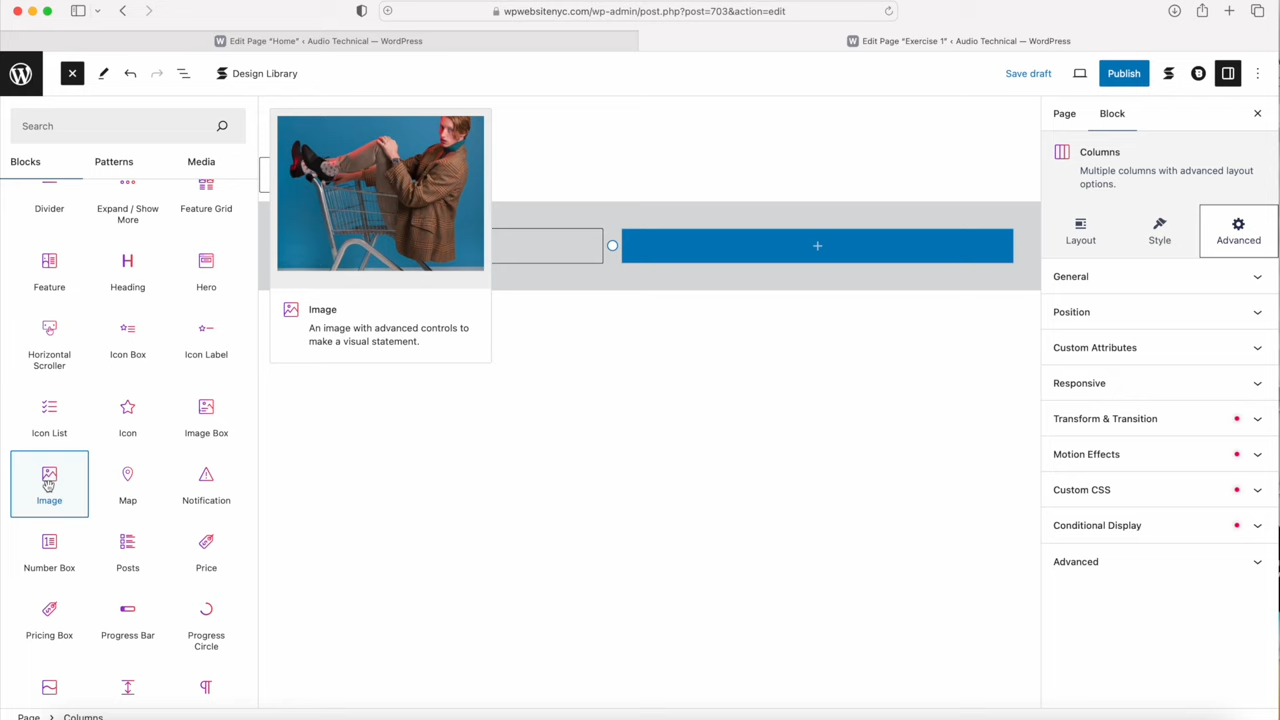 wpwebsitenyc.com/wp-admin/post.php?post=703&action=edit
Edit Page “Home” ‹ Audio Technical — WordPress
Edit Page “Exercise 1” ‹ Audio Technical — WordPress
Design Library
Save draft
Publish
Search
Blocks
Patterns
Media
Divider
Expand / Show More
Feature Grid
Feature
Heading
Hero
Horizontal Scroller
Icon Box
Icon Label
Icon List
Icon
Image Box
Image
Map
Notification
Number Box
Posts
Price
Pricing Box
Progress Bar
Progress Circle
Image
An image with advanced controls to
make a visual statement.
Page
Block
Columns
Multiple columns with advanced layout
options.
Layout
Style
Advanced
General
Position
Custom Attributes
Responsive
Transform & Transition
Motion Effects
Custom CSS
Conditional Display
Advanced
Page
Columns